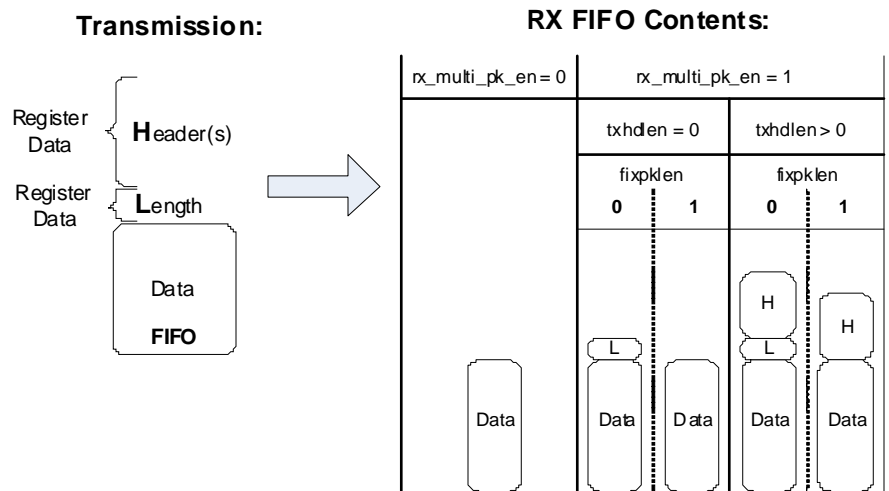 Transmission:
RX FIFO Contents:
rx_multi_pk_en = 0
rx_multi_pk_en = 1
txhdlen = 0
txhdlen > 0
fixpklen
fixpklen
0
1
0
1
Register
Data
Header(s)
Register
Data
Length
Data
FIFO
H
H
L
L
Data
Data
Data
Data
Data